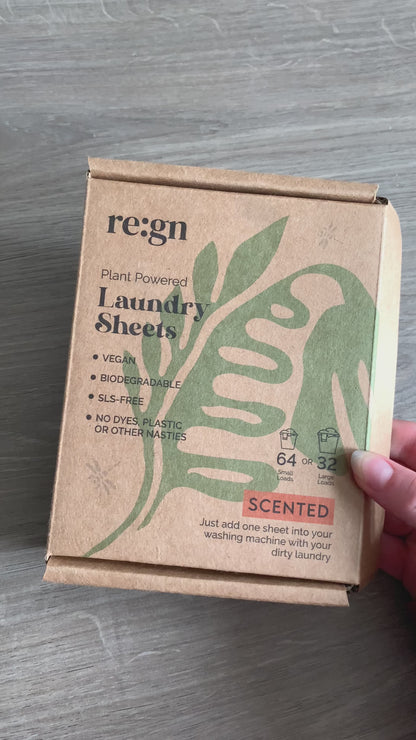 re:gn
Plant Powered
Laundry
Sheets
• VEGAN
• BIODEGRADABLE
• SLS-FREE
• NO DYES, PLASTIC
OR OTHER NASTIES
64 OR 32
Small Large
Loads Loads
SCENTED
Just add one sheet into your
washing machine with your
dirty laundry